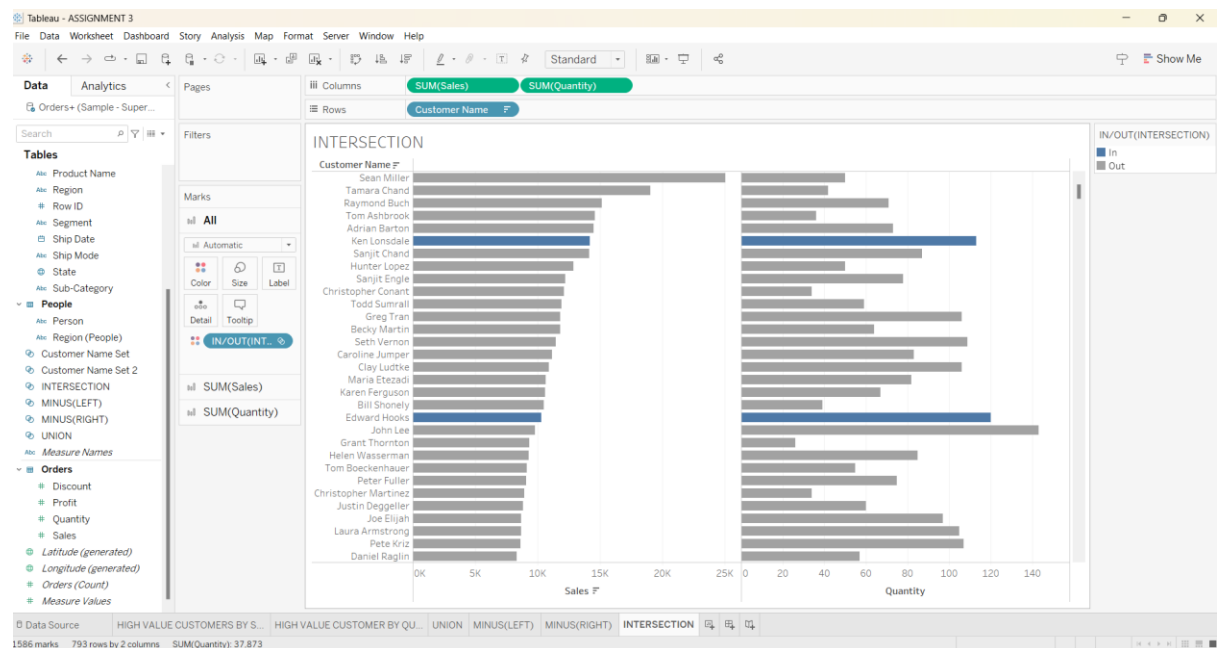 Tableau - ASSIGNMENT 3
File Data Worksheet Dashboard Story Analysis Map Format Server Window Help
Standard
Show Me
Data Analytics
Orders+ (Sample - Super...
Search
Tables
Abc Product Name
Abc Region
# Row ID
Abc Segment
Ship Date
Abc Ship Mode
State
Abc Sub-Category
People
Abc Person
Abc Region (People)
Customer Name Set
Customer Name Set 2
INTERSECTION
MINUS(LEFT)
MINUS(RIGHT)
UNION
Abc Measure Names
Orders
# Discount
# Profit
# Quantity
# Sales
Latitude (generated)
Longitude (generated)
# Orders (Count)
# Measure Values
Pages
Filters
Marks
All
Automatic
Color Size Label
Detail Tooltip
IN/OUT(INT..
SUM(Sales)
SUM(Quantity)
Columns SUM(Sales) SUM(Quantity)
Rows Customer Name
INTERSECTION
Customer Name
Sean Miller
Tamara Chand
Raymond Buch
Tom Ashbrook
Adrian Barton
Ken Lonsdale
Sanjit Chand
Hunter Lopez
Sanjit Engle
Christopher Conant
Todd Sumrall
Greg Tran
Becky Martin
Seth Vernon
Caroline Jumper
Clay Ludtke
Maria Etezadi
Karen Ferguson
Bill Shonely
Edward Hooks
John Lee
Grant Thornton
Helen Wasserman
Tom Boeckenhauer
Peter Fuller
Christopher Martinez
Justin Deggeller
Joe Elijah
Laura Armstrong
Pete Kriz
Daniel Raglin
0K 5K 10K 15K 20K 25K 0 20 40 60 80 100 120 140
Sales Quantity
IN/OUT(INTERSECTION)
In
Out
Data Source HIGH VALUE CUSTOMERS BY S... HIGH VALUE CUSTOMER BY QU... UNION MINUS(LEFT) MINUS(RIGHT) INTERSECTION
1586 marks 793 rows by 2 columns SUM(Quantity): 37,873